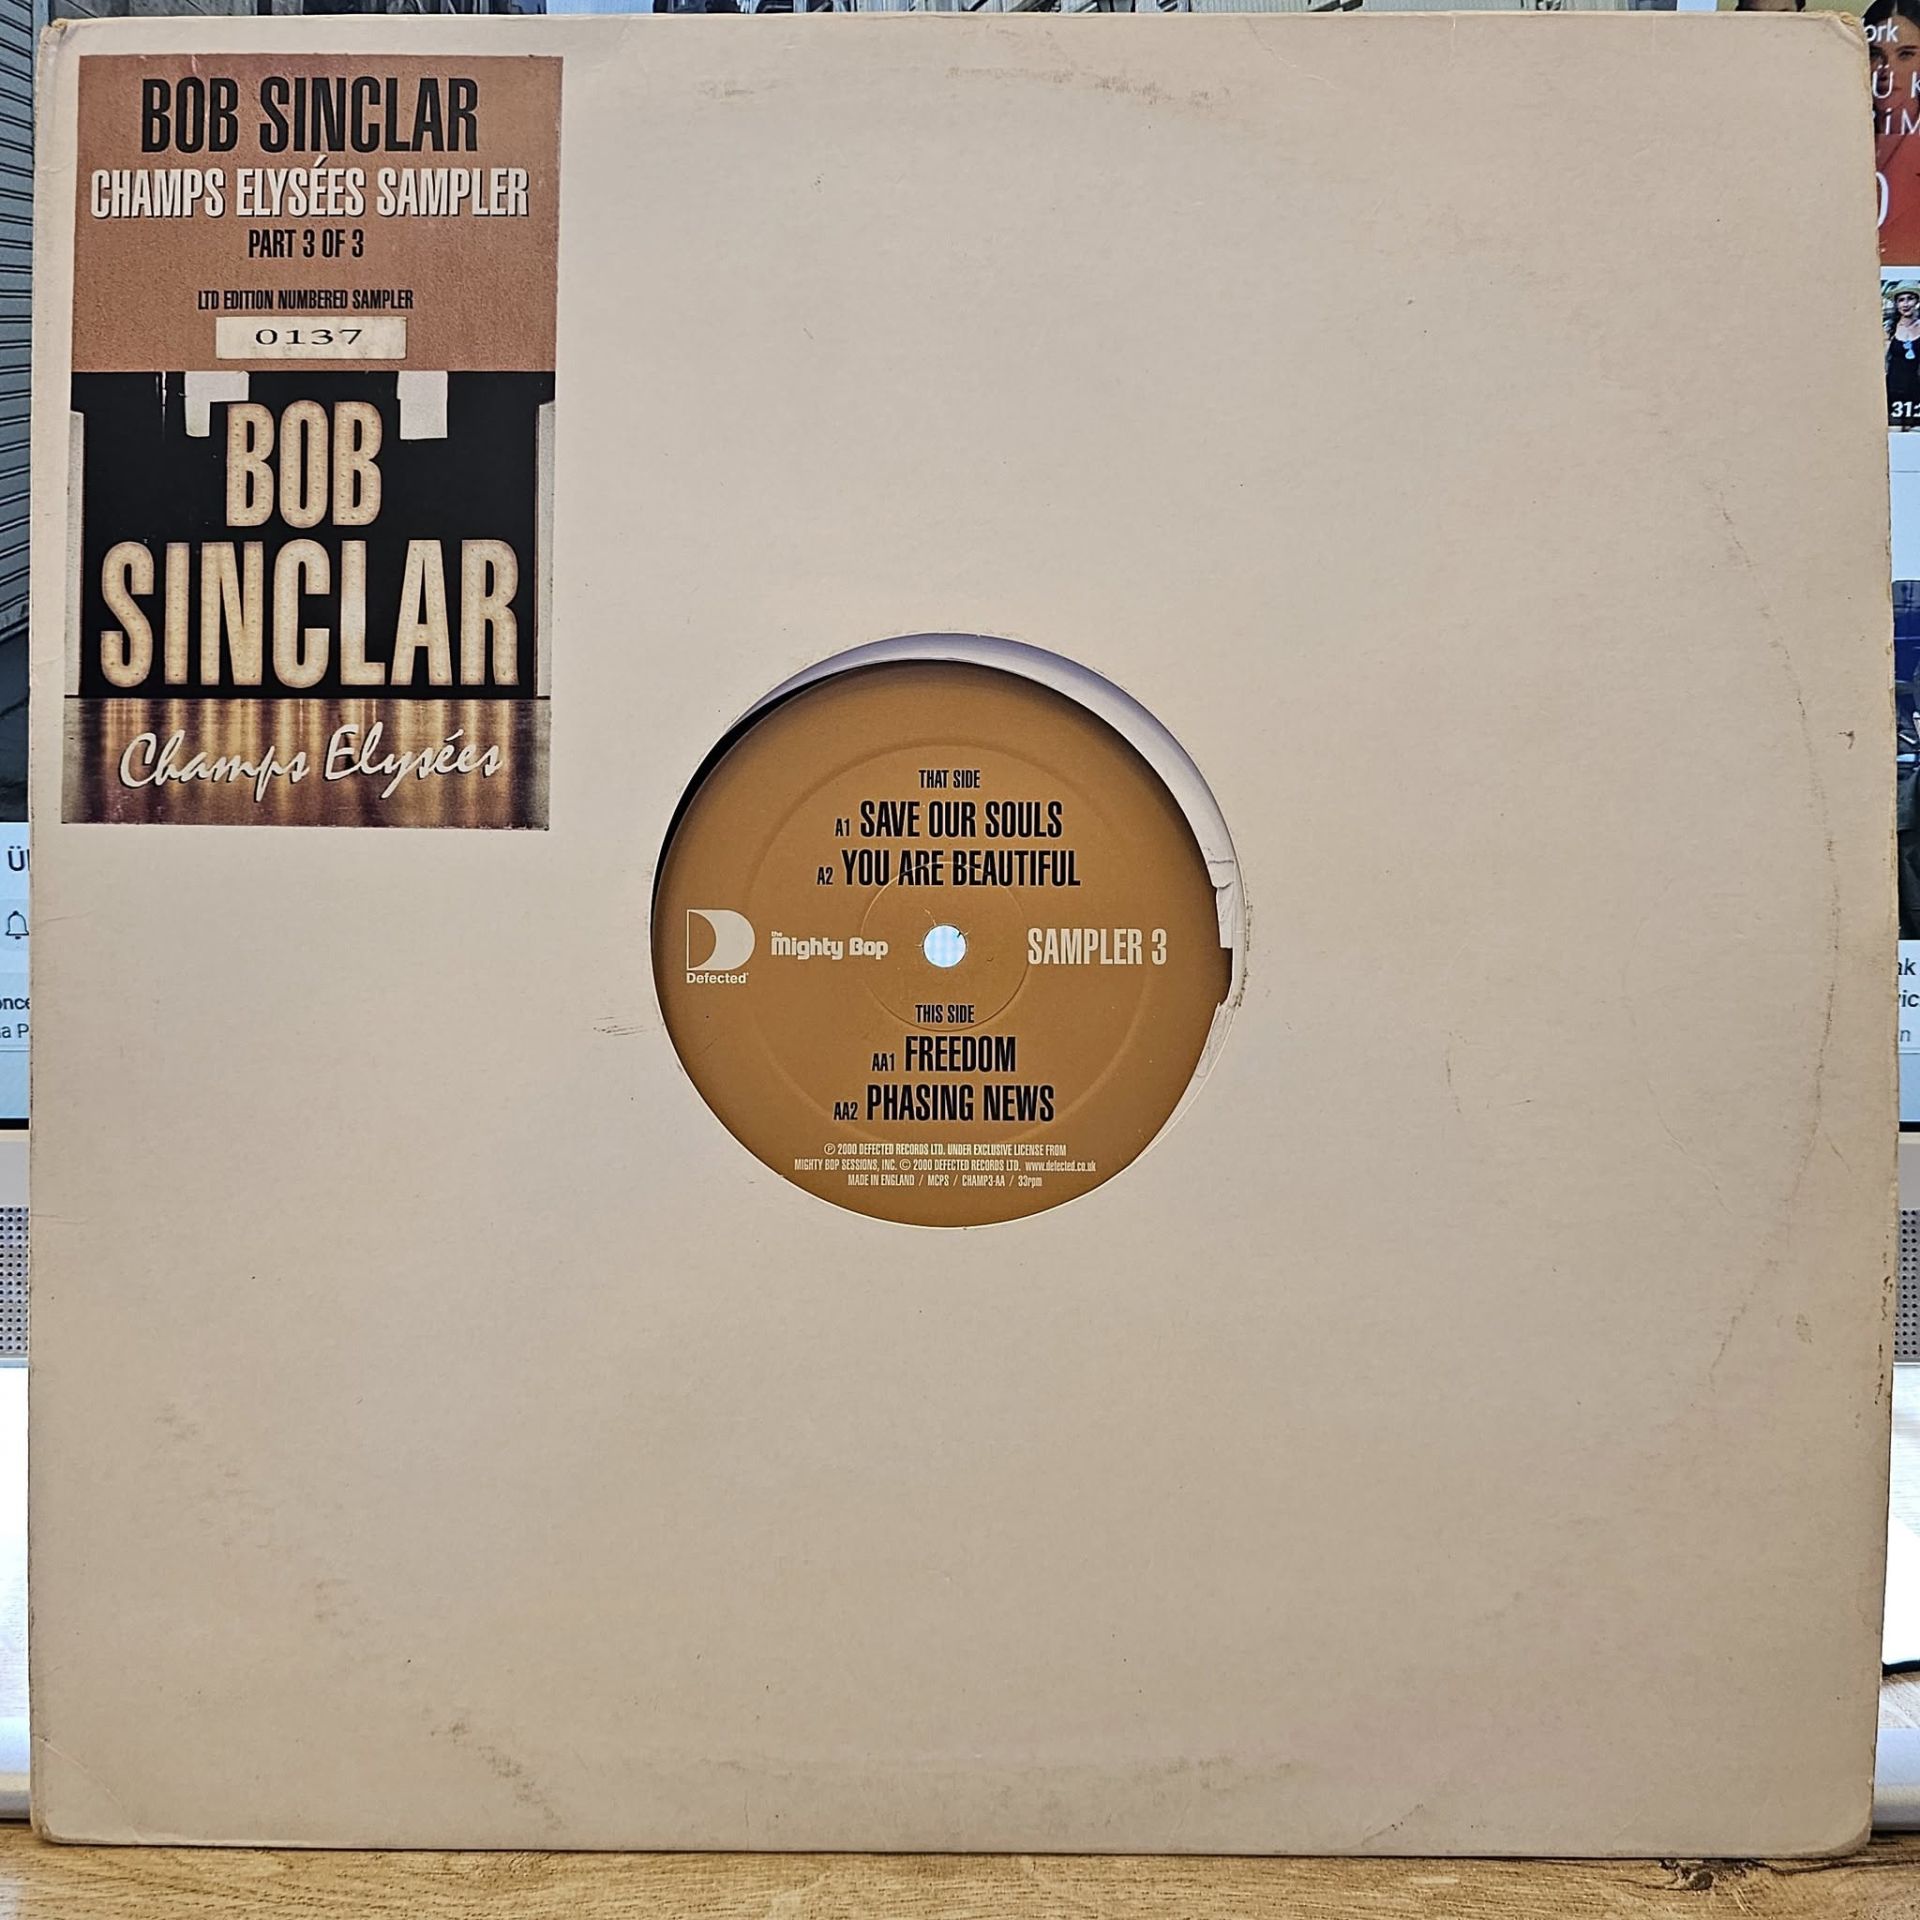 BOB SINCLAR
CHAMPS ELYSÉES SAMPLER
PART 3 OF 3
LTD EDITION NUMBERED SAMPLER
0137
BOB
SINCLAR
Champs Elysées
THAT SIDE
A1 SAVE OUR SOULS
A2 YOU ARE BEAUTIFUL
Defected
the Mighty Bop
SAMPLER 3
THIS SIDE
AA1 FREEDOM
AA2 PHASING NEWS
℗ 2000 DEFECTED RECORDS LTD. UNDER EXCLUSIVE LICENSE FROM
MIGHTY BOP SESSIONS, INC. © 2000 DEFECTED RECORDS LTD. www.defected.co.uk
MADE IN ENGLAND / MCPS / CHAMP3-AA / 33rpm